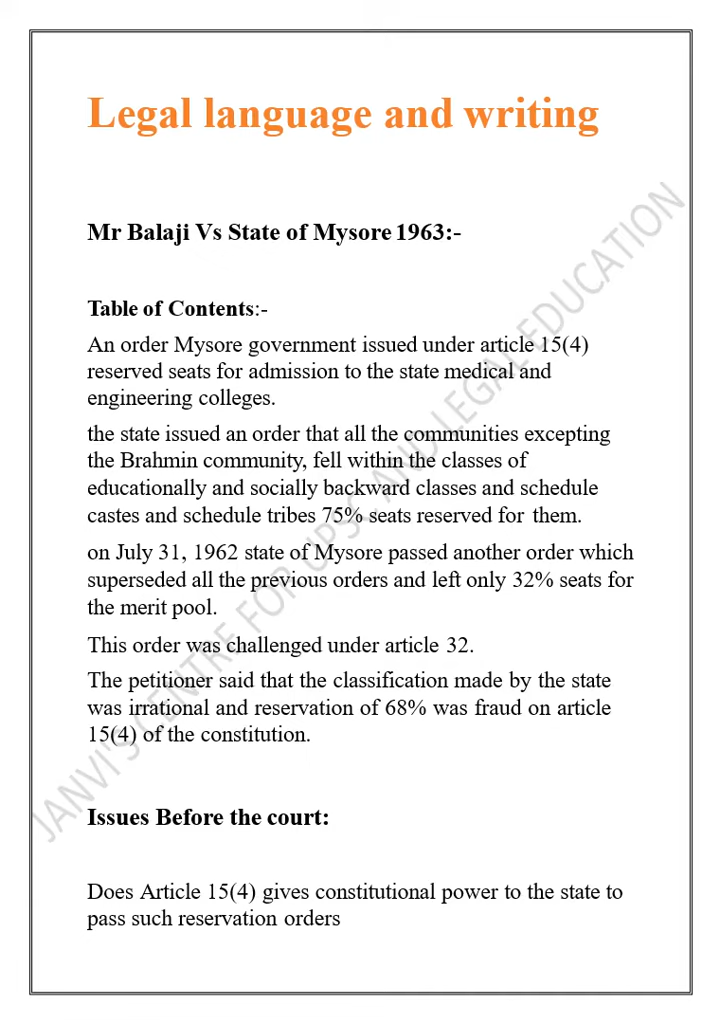 Legal language and writing
Mr Balaji Vs State of Mysore 1963:-
Table of Contents:-
An order Mysore government issued under article 15(4)
reserved seats for admission to the state medical and
engineering colleges.
the state issued an order that all the communities excepting
the Brahmin community, fell within the classes of
educationally and socially backward classes and schedule
castes and schedule tribes 75% seats reserved for them.
on July 31, 1962 state of Mysore passed another order which
superseded all the previous orders and left only 32% seats for
the merit pool.
This order was challenged under article 32.
The petitioner said that the classification made by the state
was irrational and reservation of 68% was fraud on article
15(4) of the constitution.
Issues Before the court:
Does Article 15(4) gives constitutional power to the state to
pass such reservation orders
JANVI'S CENTRE FOR UPSC AND LEGAL EDUCATION